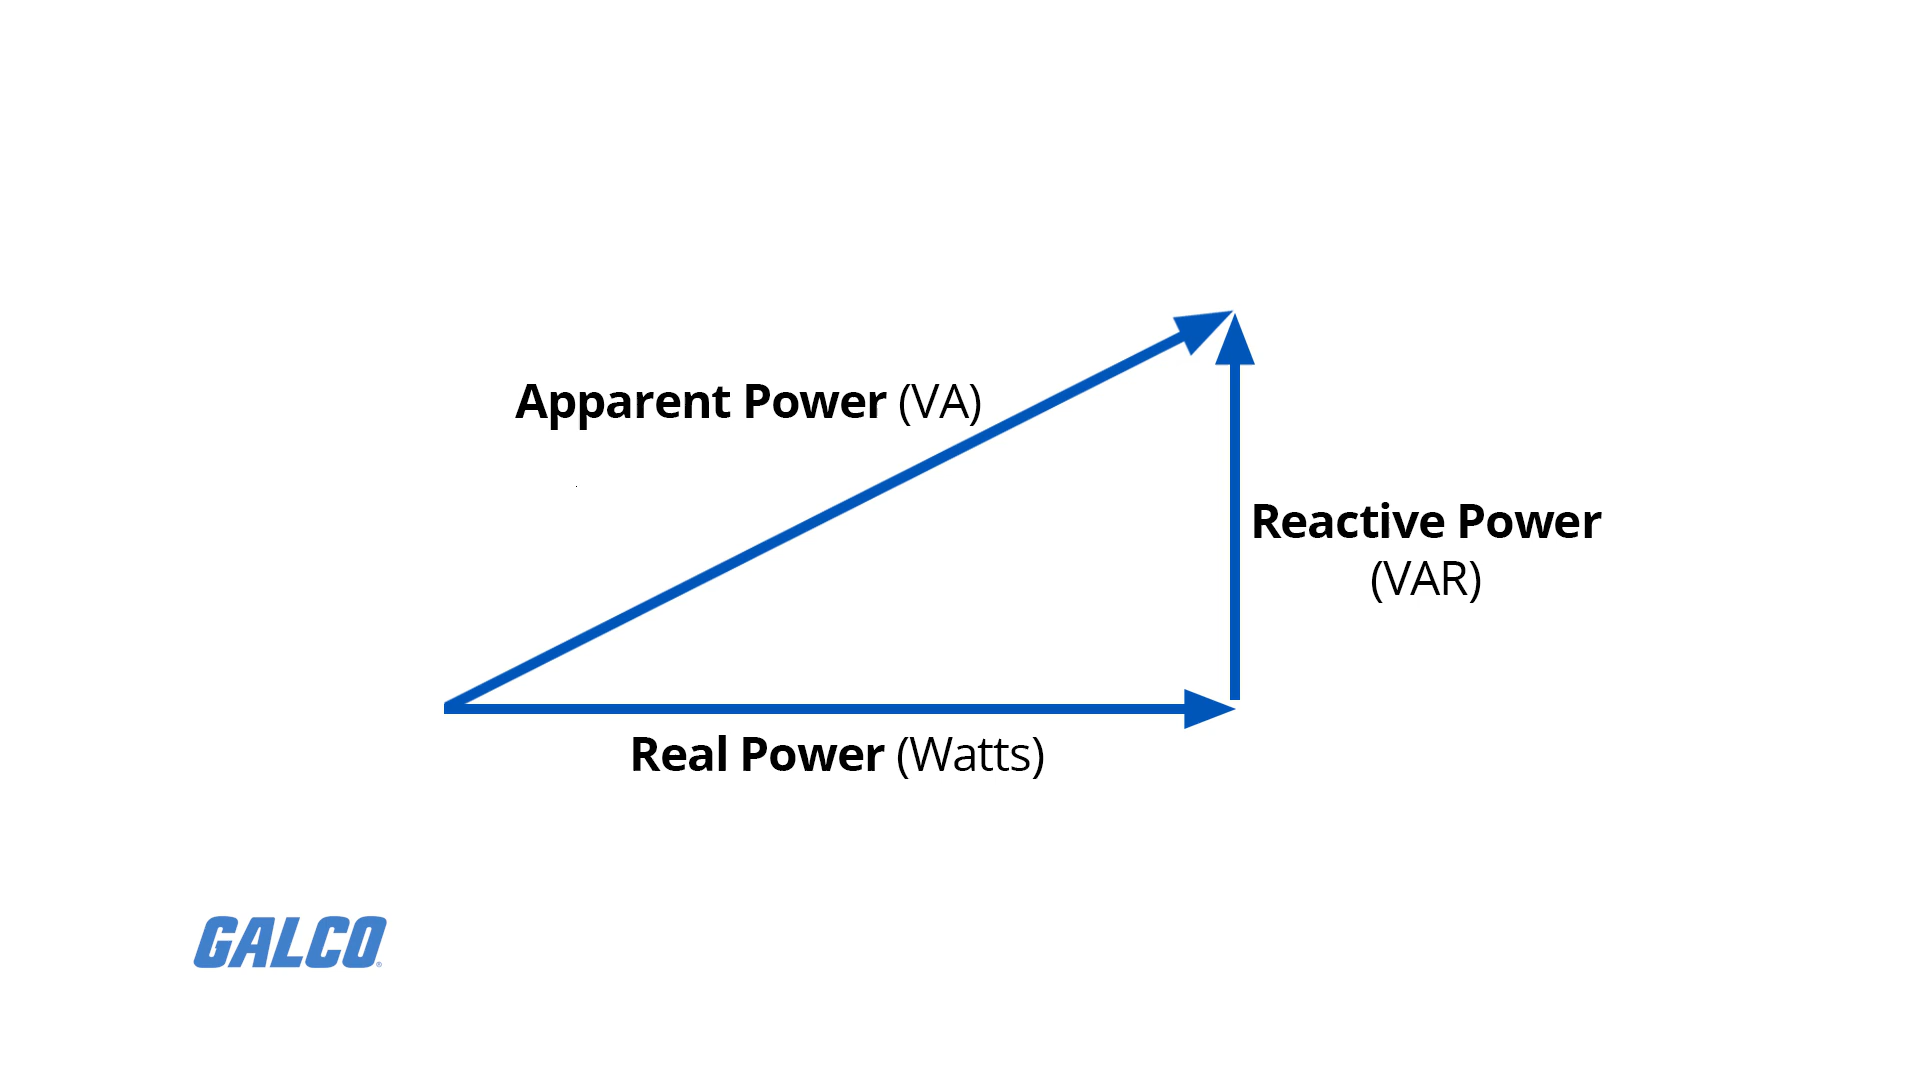 Apparent Power (VA)
Reactive Power
(VAR)
Real Power (Watts)
GALCO®